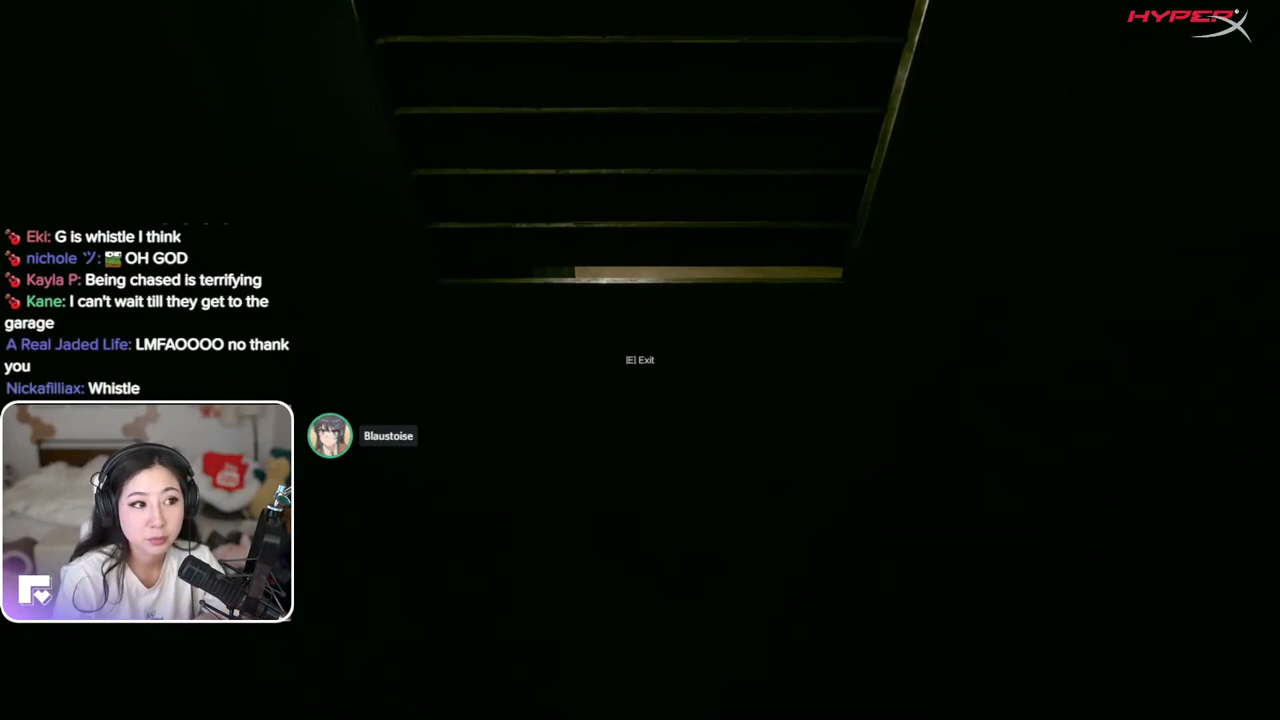 HYPERX
Eki: G is whistle I think
nichole ツ: OH GOD
Kayla P: Being chased is terrifying
Kane: I can't wait till they get to the
garage
A Real Jaded Life: LMFAOOOO no thank
you
Nickafilliax: Whistle
[E] Exit
Blaustoise